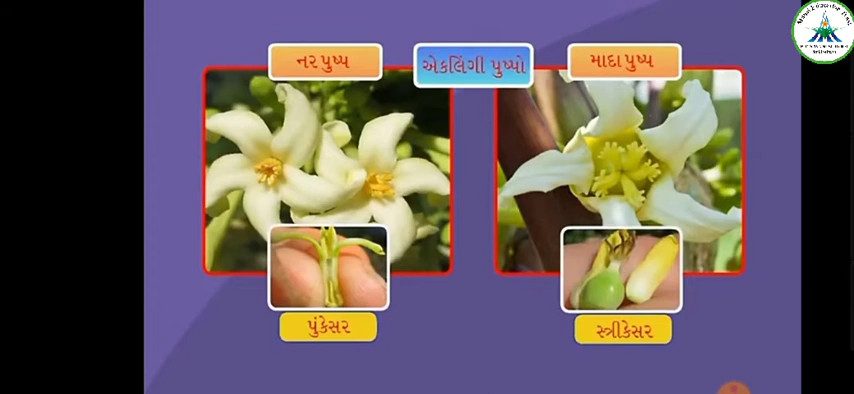 નર પુષ્પ
એકલિંગી પુષ્પો
માદા પુષ્પ
પુંકેસર
સ્ત્રીકેસર